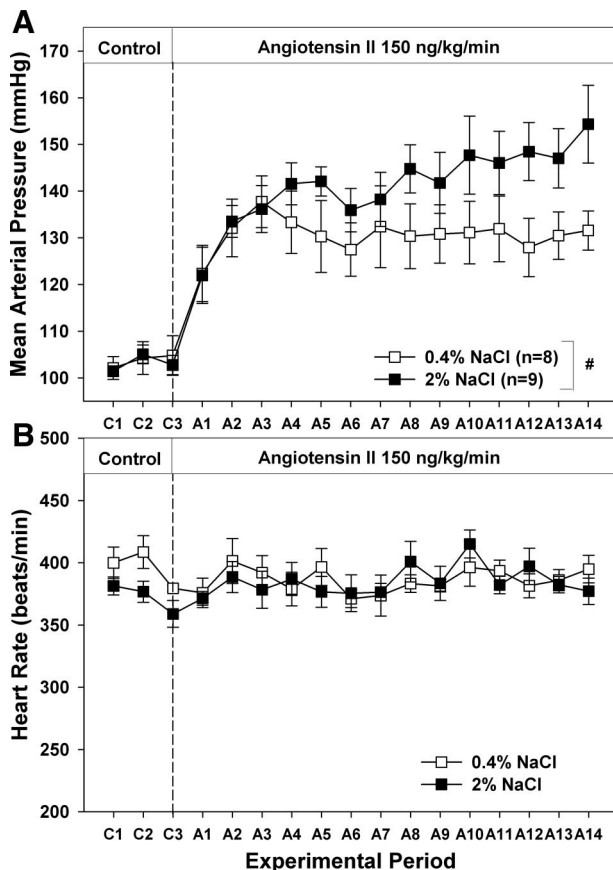 A
Control
Angiotensin II 150 ng/kg/min
Mean Arterial Pressure (mmHg)
170
160
150
140
130
120
110
100
0.4% NaCl (n=8)
2% NaCl (n=9)
#
C1 C2 C3 A1 A2 A3 A4 A5 A6 A7 A8 A9 A10 A11 A12 A13 A14
B
Control
Angiotensin II 150 ng/kg/min
Heart Rate (beats/min)
500
450
400
350
300
250
200
0.4% NaCl
2% NaCl
C1 C2 C3 A1 A2 A3 A4 A5 A6 A7 A8 A9 A10 A11 A12 A13 A14
Experimental Period